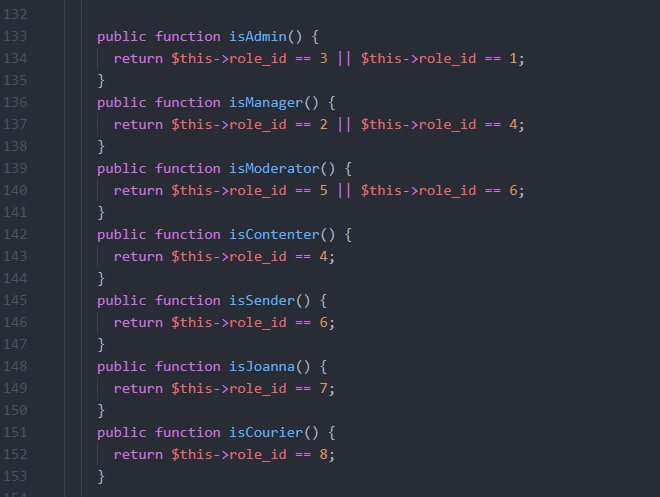 132
133 public function isAdmin() {
134 return $this->role_id == 3 || $this->role_id == 1;
135 }
136 public function isManager() {
137 return $this->role_id == 2 || $this->role_id == 4;
138 }
139 public function isModerator() {
140 return $this->role_id == 5 || $this->role_id == 6;
141 }
142 public function isContenter() {
143 return $this->role_id == 4;
144 }
145 public function isSender() {
146 return $this->role_id == 6;
147 }
148 public function isJoanna() {
149 return $this->role_id == 7;
150 }
151 public function isCourier() {
152 return $this->role_id == 8;
153 }